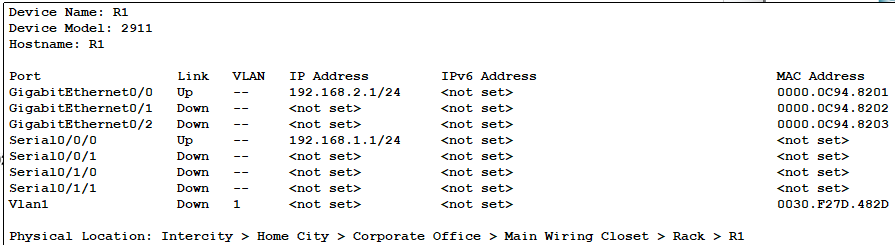 Device Name: R1
Device Model: 2911
Hostname: R1
Port Link VLAN IP Address IPv6 Address MAC Address
GigabitEthernet0/0 Up -- 192.168.2.1/24 <not set> 0000.0C94.8201
GigabitEthernet0/1 Down -- <not set> <not set> 0000.0C94.8202
GigabitEthernet0/2 Down -- <not set> <not set> 0000.0C94.8203
Serial0/0/0 Up -- 192.168.1.1/24 <not set> <not set>
Serial0/0/1 Down -- <not set> <not set> <not set>
Serial0/1/0 Down -- <not set> <not set> <not set>
Serial0/1/1 Down -- <not set> <not set> <not set>
Vlan1 Down 1 <not set> <not set> 0030.F27D.482D
Physical Location: Intercity > Home City > Corporate Office > Main Wiring Closet > Rack > R1